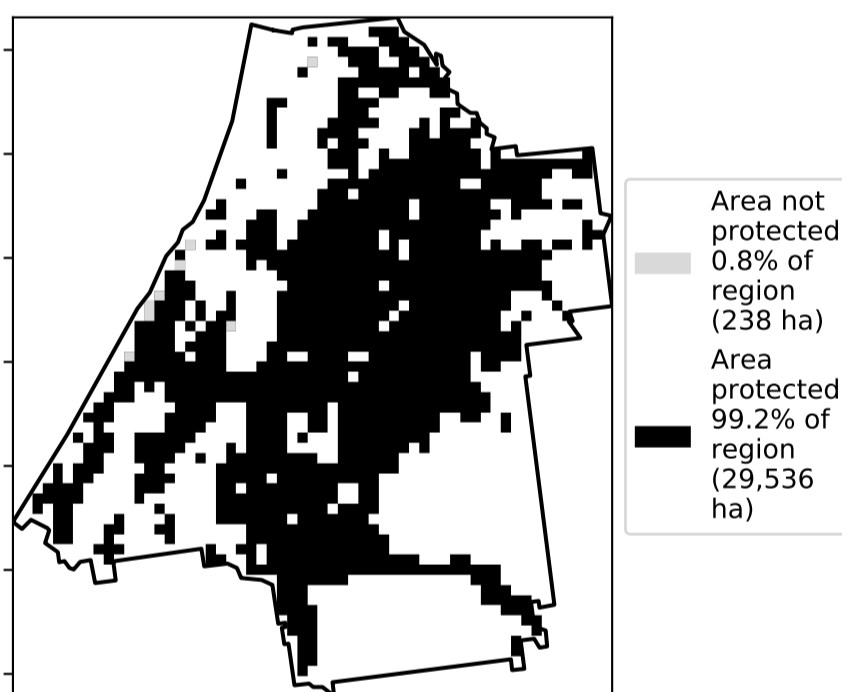 Area not
protected
0.8% of
region
(238 ha)
Area
protected
99.2% of
region
(29,536
ha)